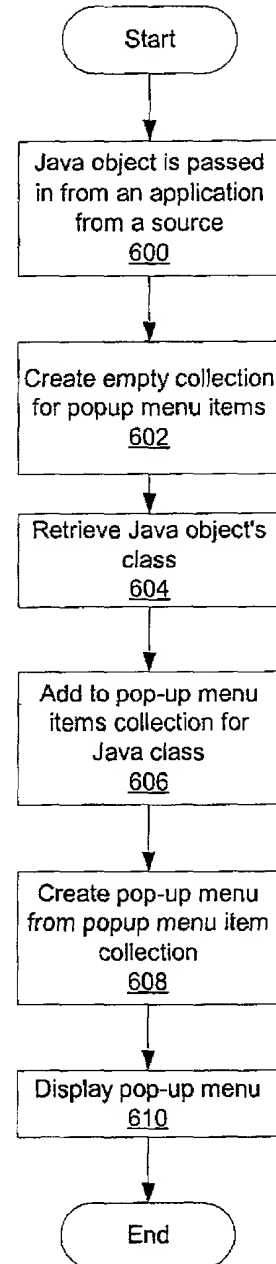 Start
Java object is passed
in from an application
from a source
600
Create empty collection
for popup menu items
602
Retrieve Java object's
class
604
Add to pop-up menu
items collection for
Java class
606
Create pop-up menu
from popup menu item
collection
608
Display pop-up menu
610
End